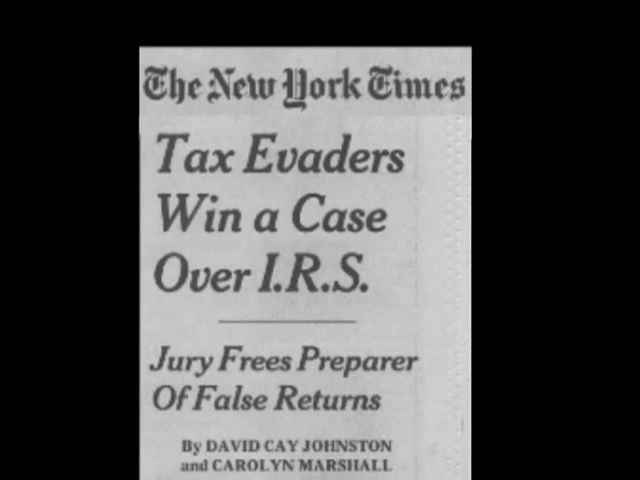 The New York Times
Tax Evaders
Win a Case
Over I.R.S.
Jury Frees Preparer
Of False Returns
By DAVID CAY JOHNSTON
and CAROLYN MARSHALL